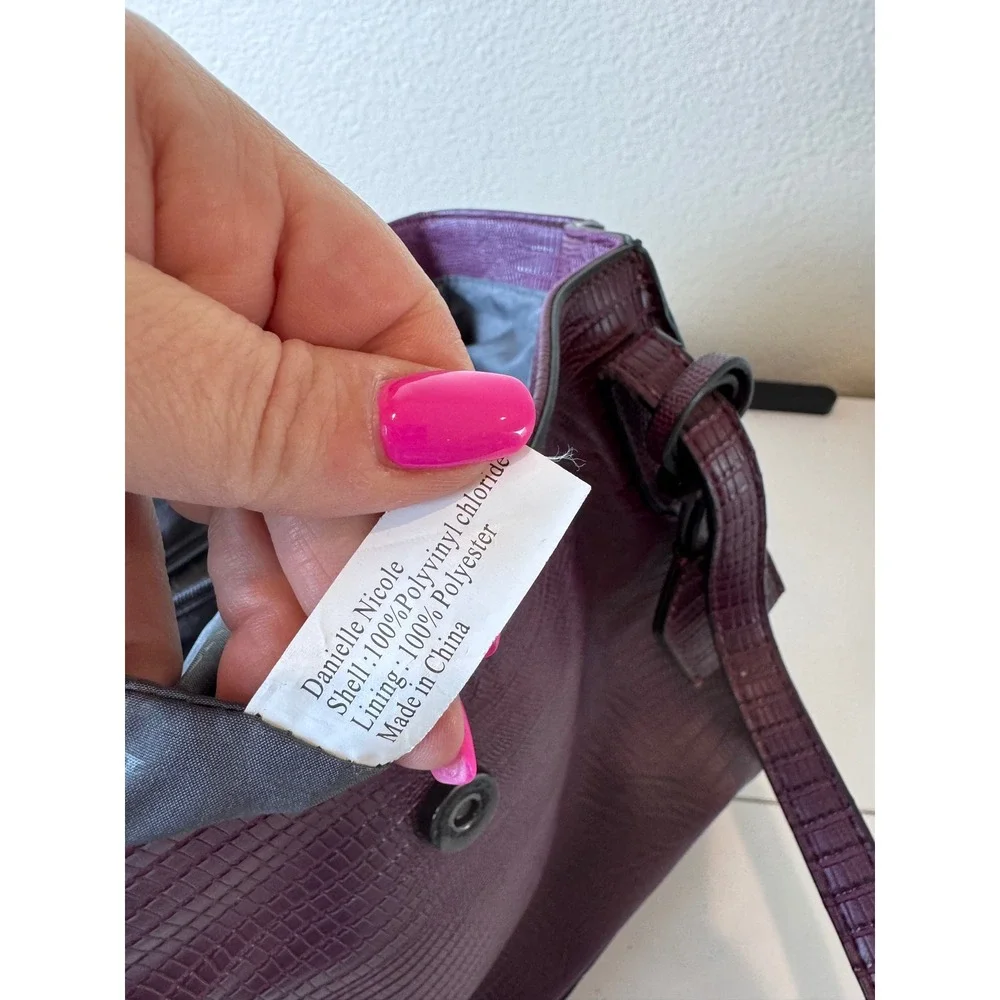 Danielle Nicole
Shell:100%Polyvinyl chloride
Lining: 100% Polyester
Made in China